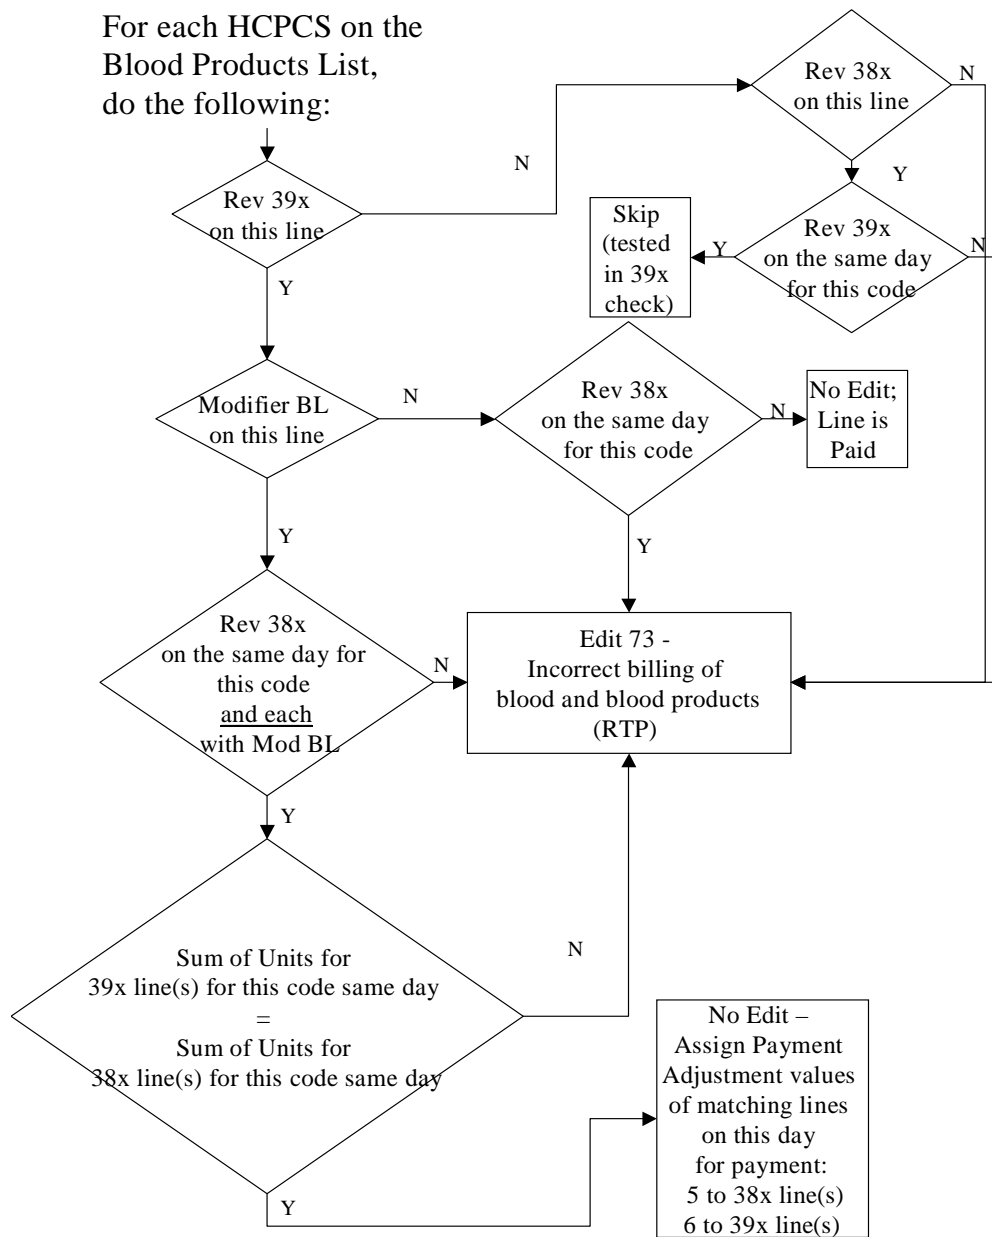 For each HCPCS on the
Blood Products List,
do the following:
Rev 38x
on this line
N
N
Y
Rev 39x
on this line
Skip
(tested
in 39x
check)
Y
Rev 39x
on the same day
for this code
N
Y
Modifier BL
on this line
N
Rev 38x
on the same day
for this code
N
No Edit;
Line is
Paid
Y
Y
Rev 38x
on the same day for
this code
and each
with Mod BL
N
Edit 73 -
Incorrect billing of
blood and blood products
(RTP)
Y
Sum of Units for
39x line(s) for this code same day
=
Sum of Units for
38x line(s) for this code same day
N
No Edit –
Assign Payment
Adjustment values
of matching lines
on this day
for payment:
5 to 38x line(s)
6 to 39x line(s)
Y